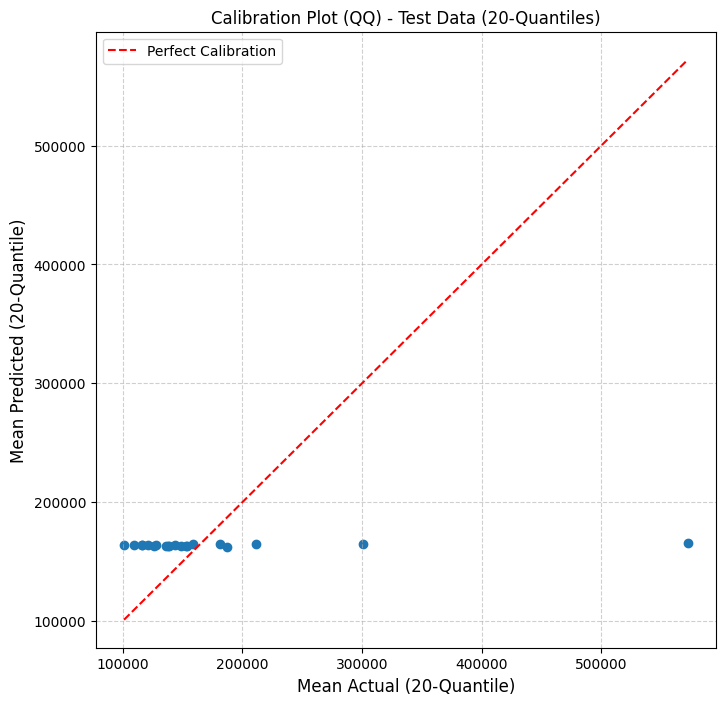 Calibration Plot (QQ) - Test Data (20-Quantiles)
Perfect Calibration
Mean Predicted (20-Quantile)
500000
400000
300000
200000
100000
100000 200000 300000 400000 500000
Mean Actual (20-Quantile)